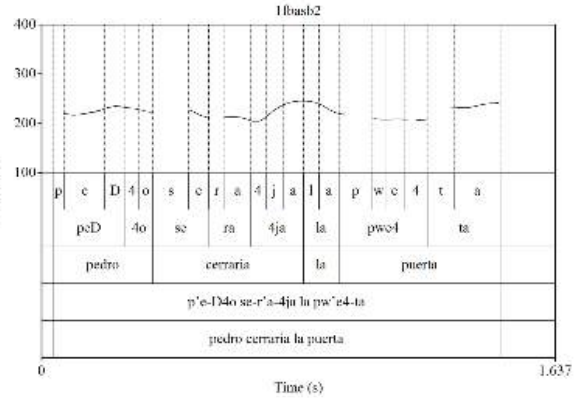 1fbasb2
400
300
200
100
p e D 4 o s e r a 4 j a l a p w e 4 t a
peD 4o se ra 4ja la pwe4 ta
pedro cerraria la puerta
p'e-D4o se-r'a-4ja la pw'e4-ta
pedro cerraria la puerta
0 1.637
Time (s)